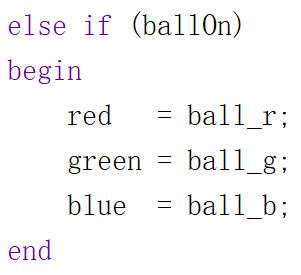 else if (ballOn)
begin
    red   = ball_r;
    green = ball_g;
    blue  = ball_b;
end